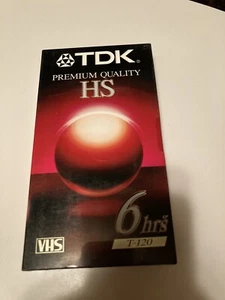 TDK
PREMIUM QUALITY
HS
6 hrs
T-120
VHS